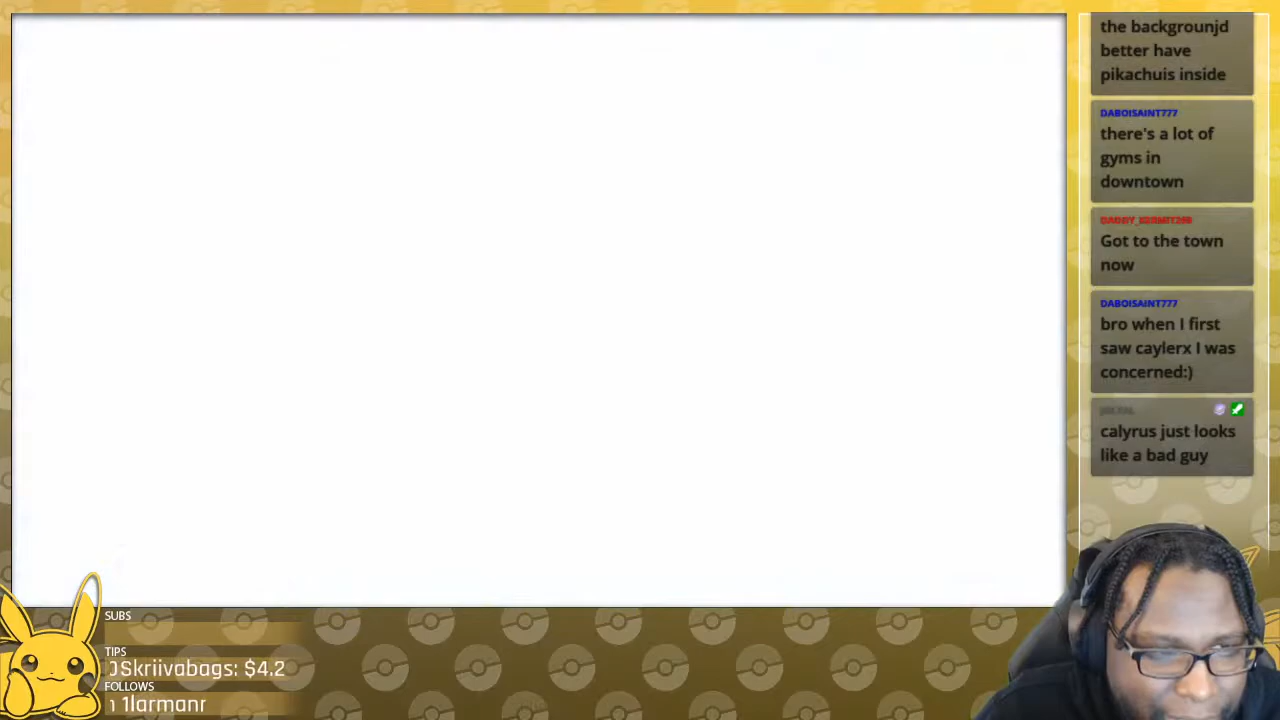 the backgrounjd
better have
pikachuis inside
DABOISAINT777
there's a lot of
gyms in
downtown
Got to the town
now
DABOISAINT777
bro when I first
saw caylerx I was
concerned:)
calyrus just looks
like a bad guy
SUBS
TIPS
Skriivabags: $4.2
FOLLOWS
1larmanr